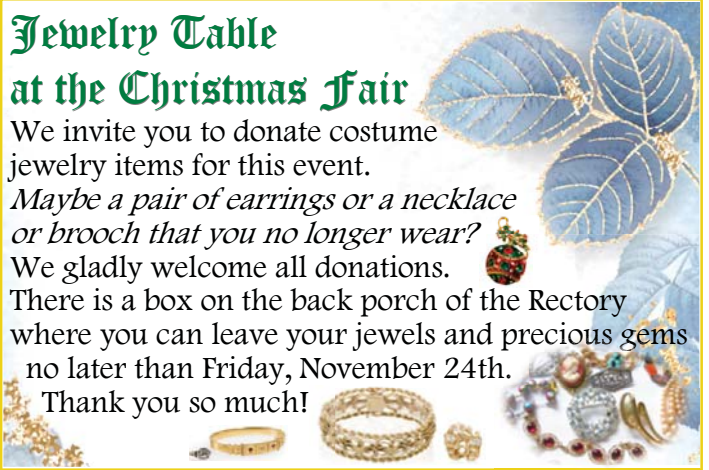 Jewelry Table
at the Christmas Fair
We invite you to donate costume
jewelry items for this event.
Maybe a pair of earrings or a necklace
or brooch that you no longer wear?
We gladly welcome all donations.
There is a box on the back porch of the Rectory
where you can leave your jewels and precious gems
no later than Friday, November 24th.
Thank you so much!